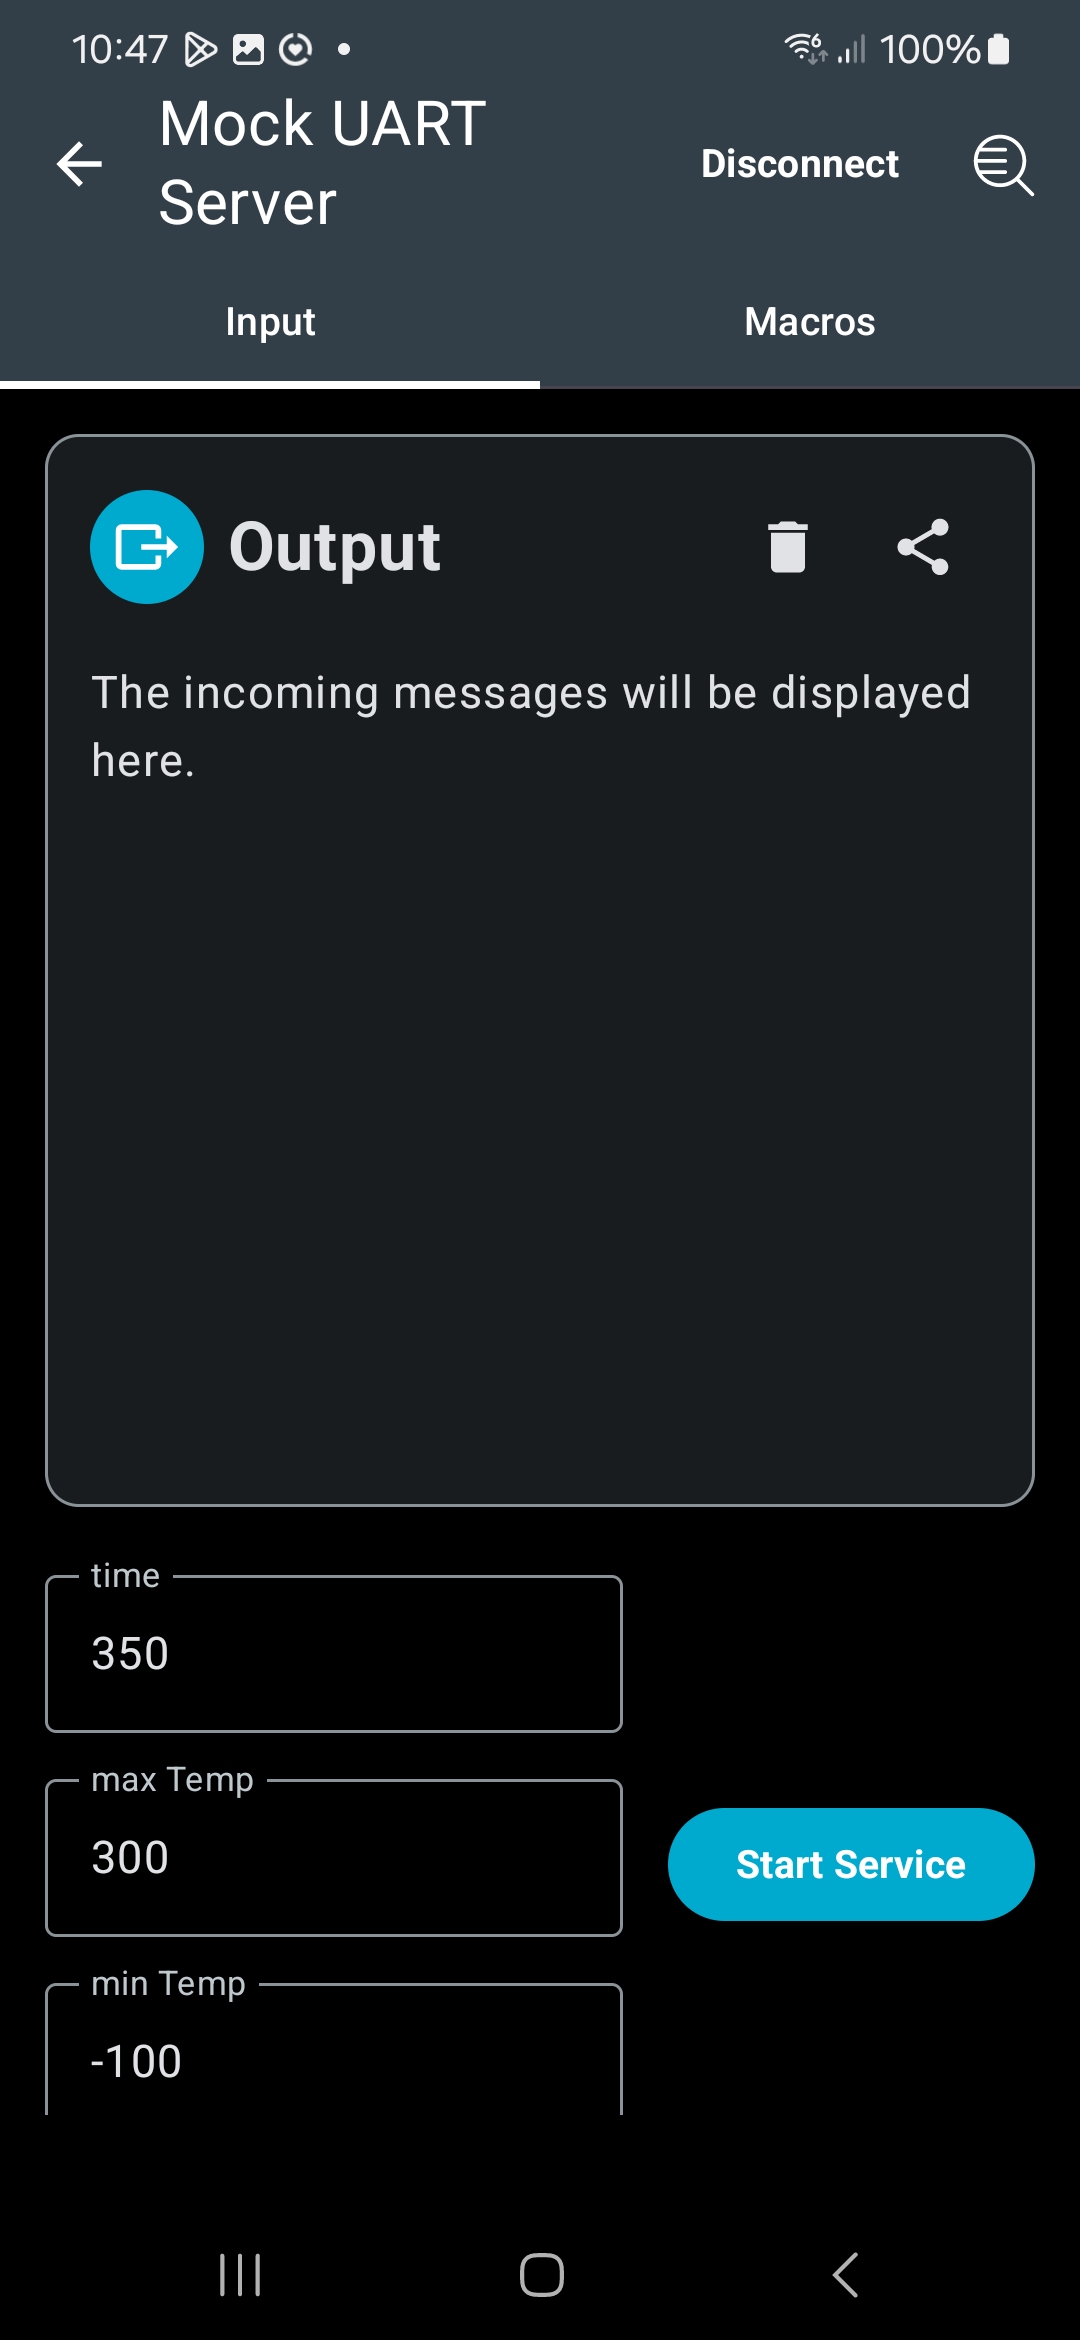 10:47
6
100%
Mock UART
Server
Disconnect
Input
Macros
Output
The incoming messages will be displayed
here.
time
350
max Temp
300
Start Service
min Temp
-100